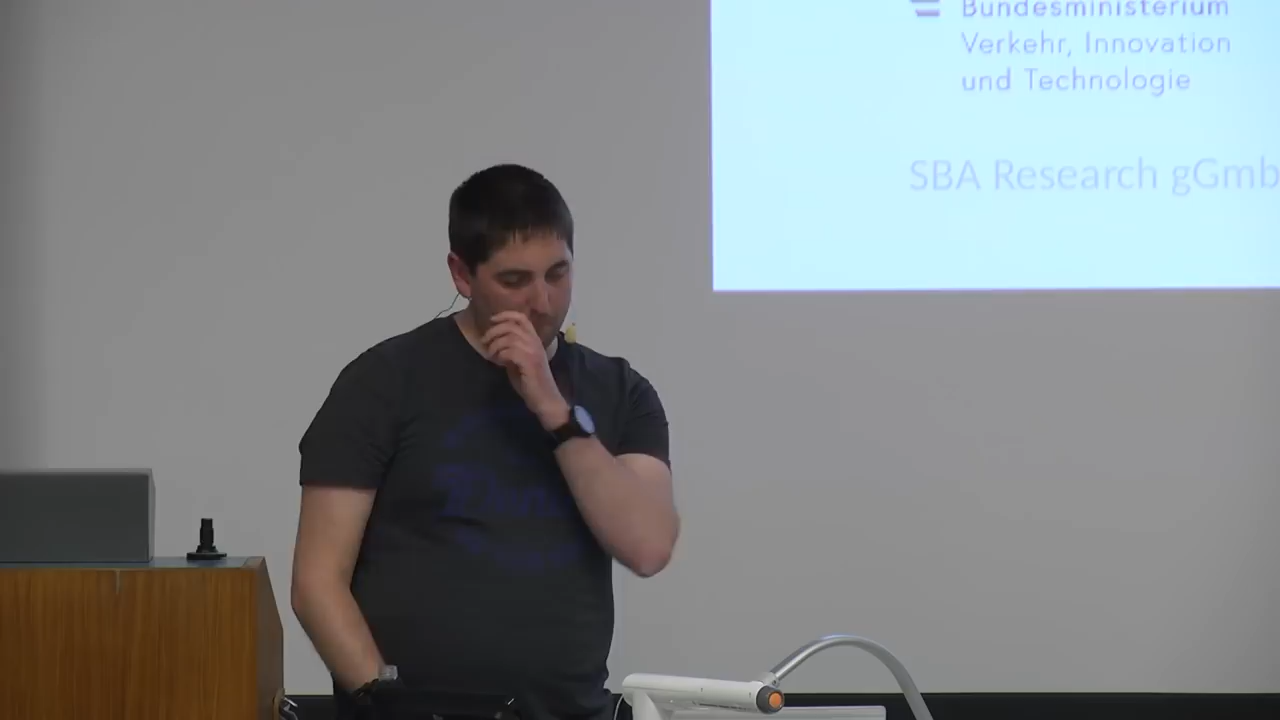 Bundesministerium
Verkehr, Innovation
und Technologie
SBA Research gGmb